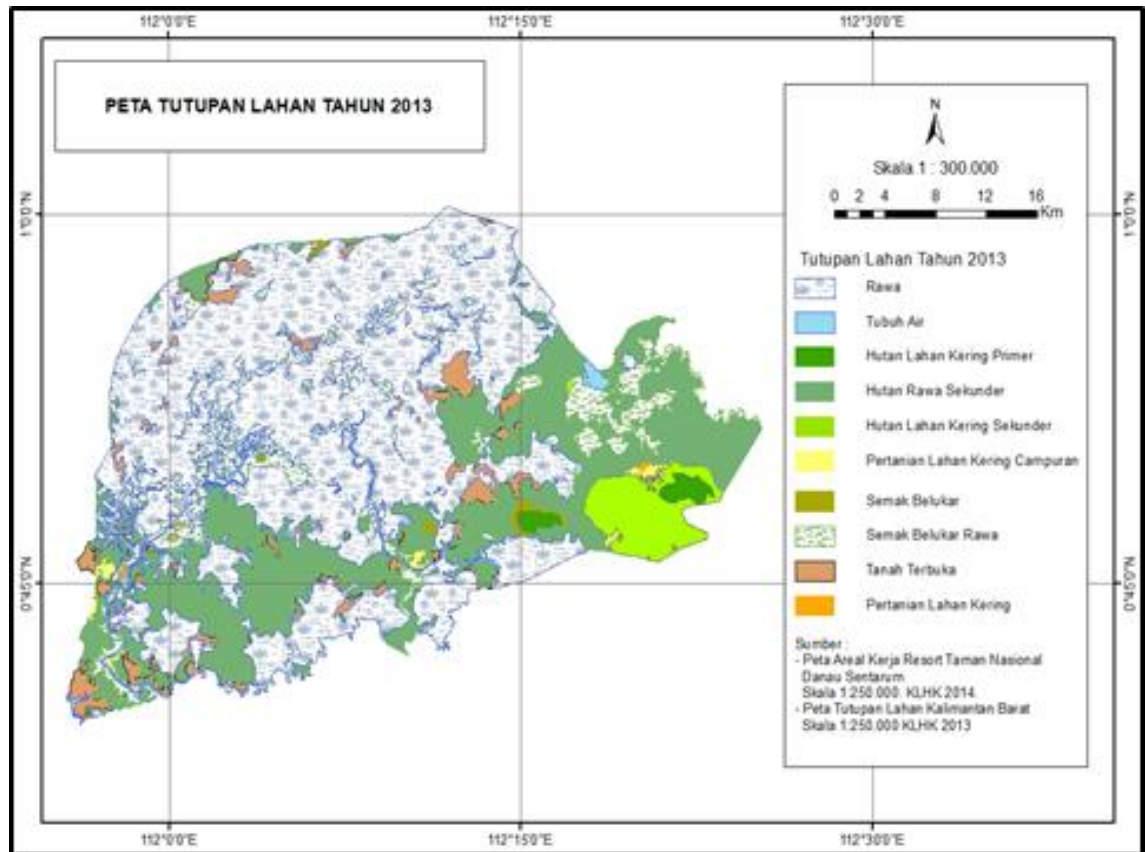 112°0'0"E 112°15'0"E 112°30'0"E
PETA TUTUPAN LAHAN TAHUN 2013
N
Skala 1 : 300.000
0 2 4 8 12 16
Km
1°0'0"N 1°0'0"N
Tutupan Lahan Tahun 2013
Rawa
Tubuh Air
Hutan Lahan Kering Primer
Hutan Rawa Sekunder
Hutan Lahan Kering Sekunder
Pertanian Lahan Kering Campuran
Semak Belukar
Semak Belukar Rawa
Tanah Terbuka
Pertanian Lahan Kering
0°45'0"N 0°45'0"N
Sumber :
- Peta Areal Kerja Resort Taman Nasional
Danau Sentarum
Skala 1:250.000 KLHK 2014
- Peta Tutupan Lahan Kalimantan Barat
Skala 1:250.000 KLHK 2013
112°0'0"E 112°15'0"E 112°30'0"E